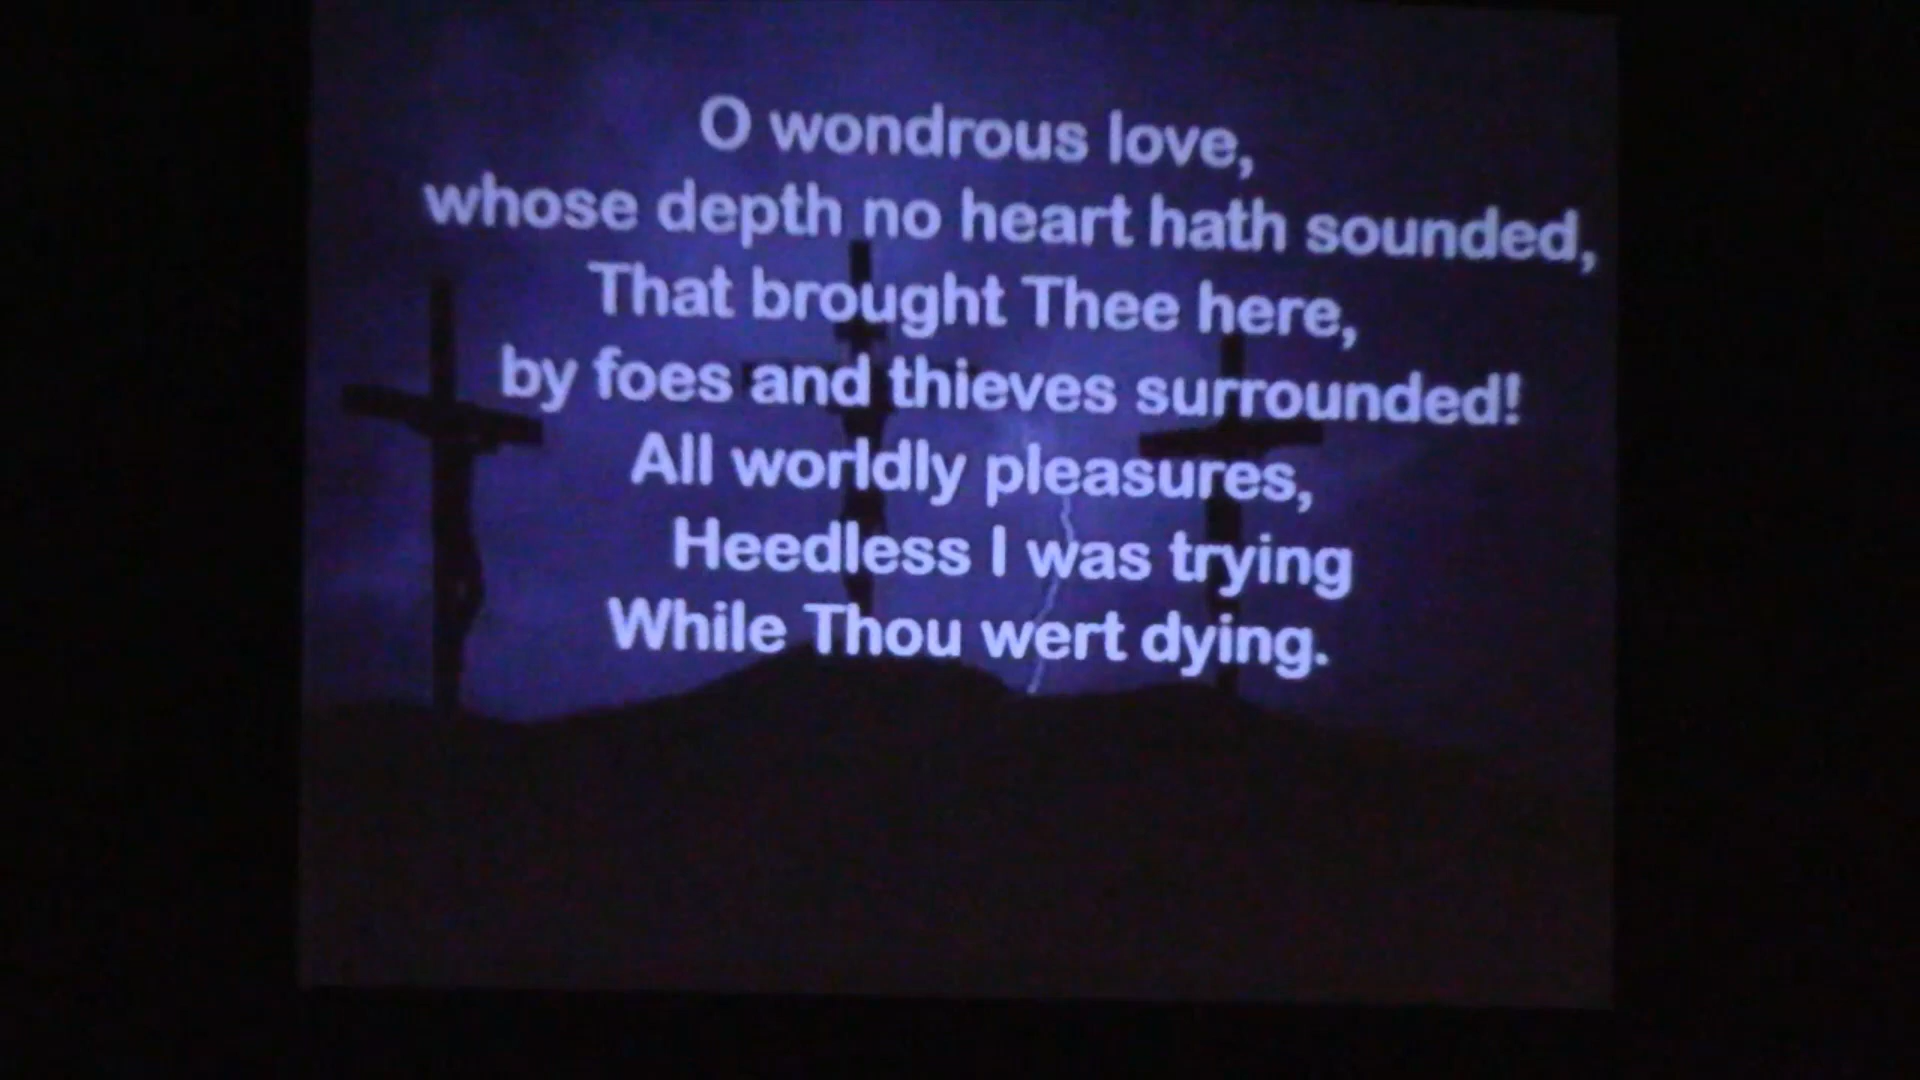 O wondrous love,
whose depth no heart hath sounded,
That brought Thee here,
by foes and thieves surrounded!
All worldly pleasures,
Heedless I was trying
While Thou wert dying.